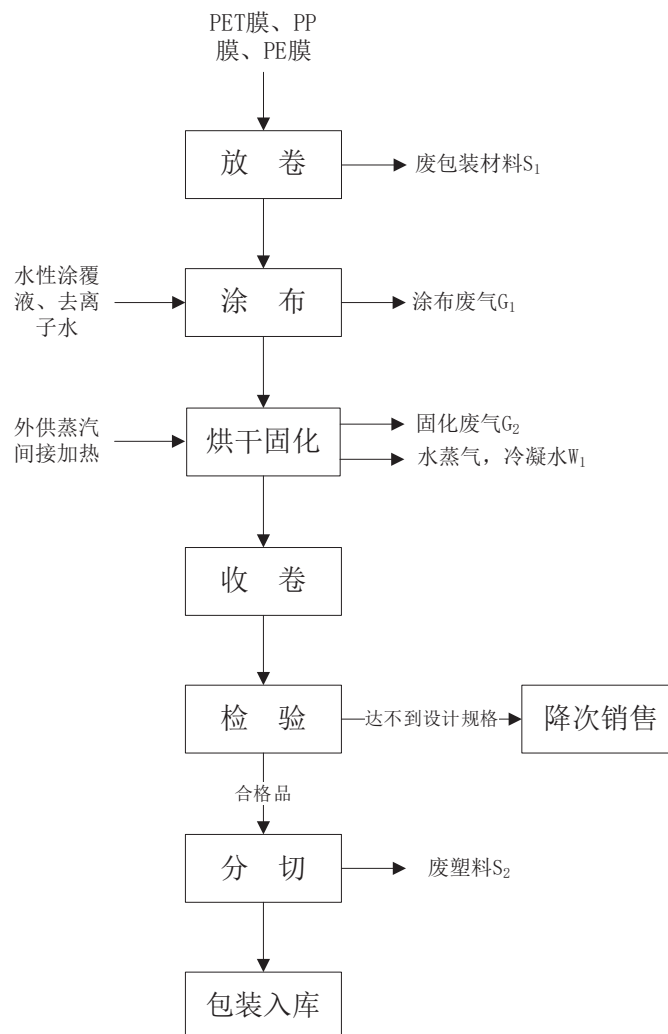 PET膜、PP
膜、PE膜
放 卷
废包装材料S₁
水性涂覆
液、去离
子水
涂 布
涂布废气G₁
外供蒸汽
间接加热
烘干固化
固化废气G₂
水蒸气，冷凝水W₁
收 卷
检 验
达不到设计规格
降次销售
合格品
分 切
废塑料S₂
包装入库